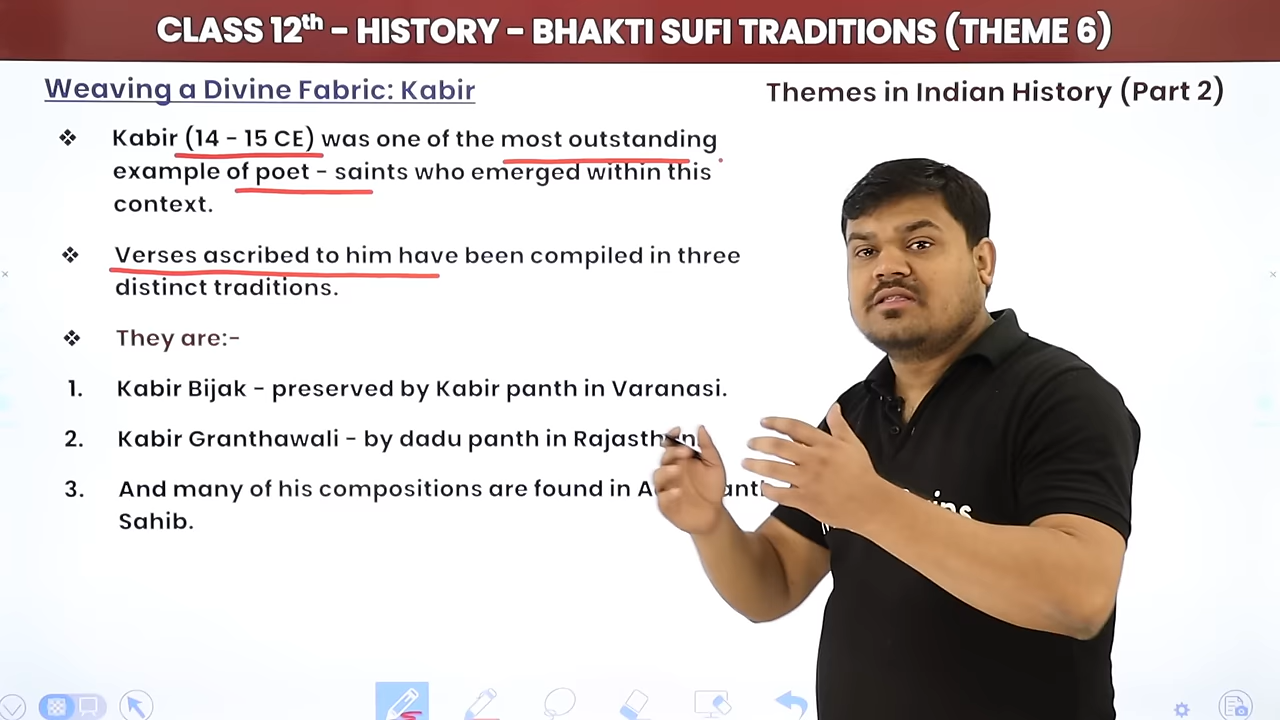 CLASS 12th - HISTORY - BHAKTI SUFI TRADITIONS (THEME 6)
Weaving a Divine Fabric: Kabir
Themes in Indian History (Part 2)
❖ Kabir (14 - 15 CE) was one of the most outstanding
example of poet - saints who emerged within this
context.
❖ Verses ascribed to him have been compiled in three
distinct traditions.
❖ They are:-
1. Kabir Bijak - preserved by Kabir panth in Varanasi.
2. Kabir Granthawali - by dadu panth in
3. And many of his compositions are found in
Sahib.